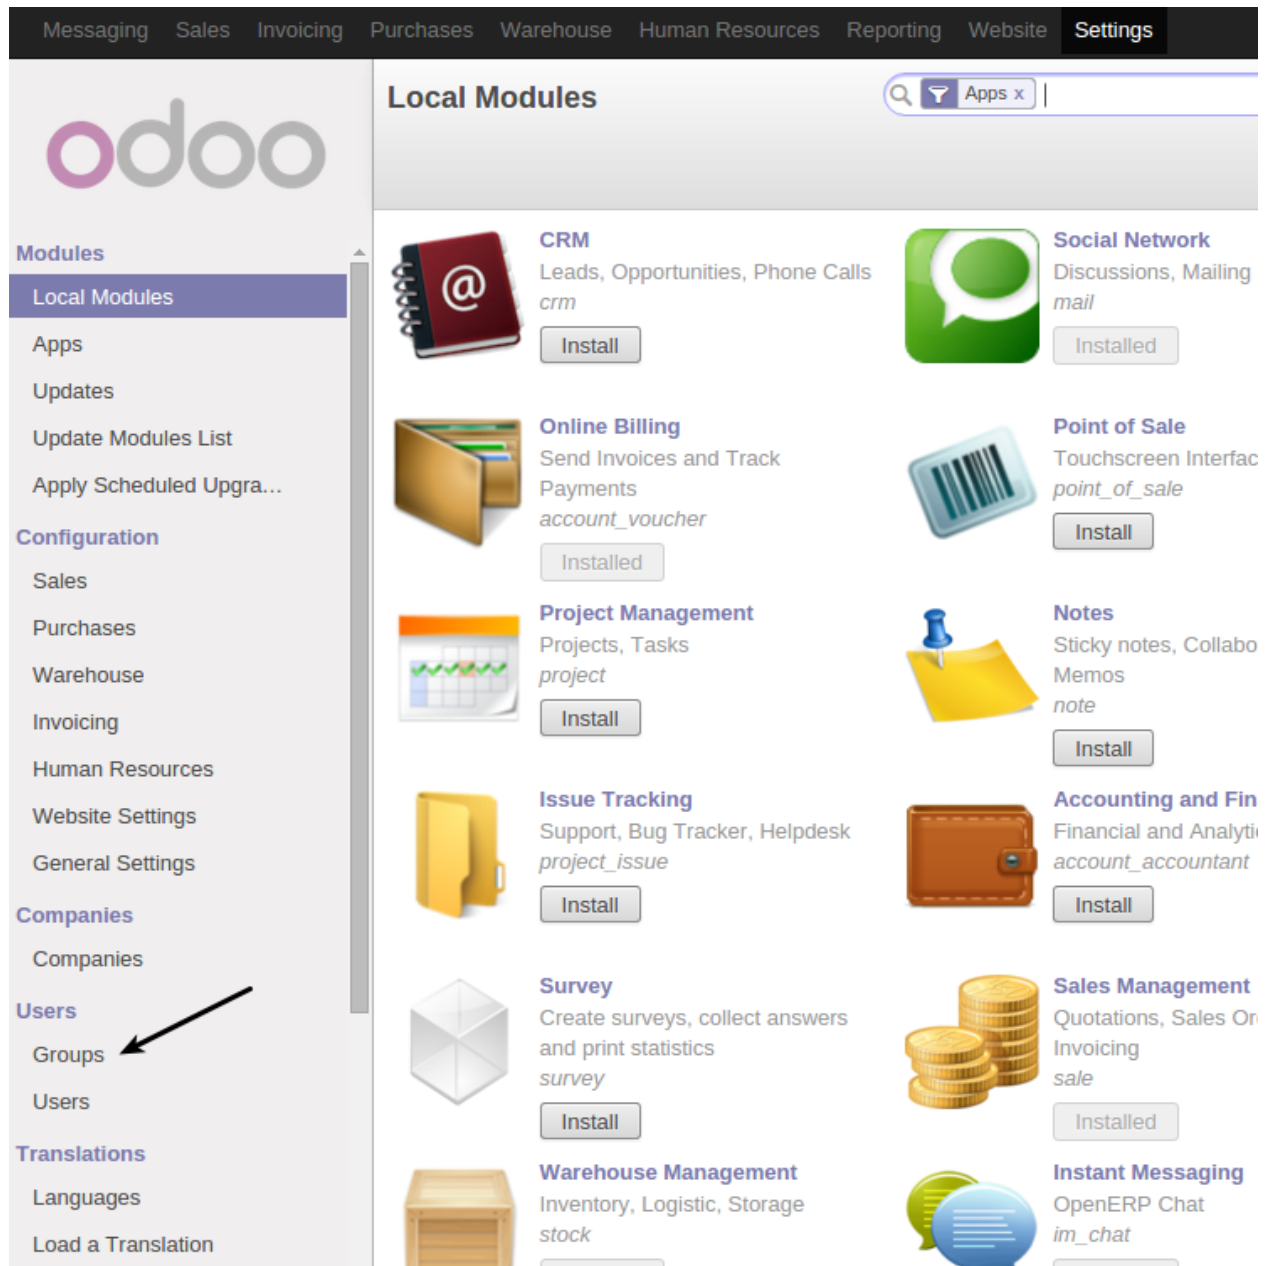 Messaging Sales Invoicing Purchases Warehouse Human Resources Reporting Website Settings
odoo
Local Modules
Apps x
Modules
Local Modules
Apps
Updates
Update Modules List
Apply Scheduled Upgra...
Configuration
Sales
Purchases
Warehouse
Invoicing
Human Resources
Website Settings
General Settings
Companies
Companies
Users
Groups
Users
Translations
Languages
Load a Translation
CRM
Leads, Opportunities, Phone Calls
crm
Install
Social Network
Discussions, Mailing
mail
Installed
Online Billing
Send Invoices and Track
Payments
account_voucher
Installed
Point of Sale
Touchscreen Interfac
point_of_sale
Install
Project Management
Projects, Tasks
project
Install
Notes
Sticky notes, Collabo
Memos
note
Install
Issue Tracking
Support, Bug Tracker, Helpdesk
project_issue
Install
Accounting and Fin
Financial and Analyti
account_accountant
Install
Survey
Create surveys, collect answers
and print statistics
survey
Install
Sales Management
Quotations, Sales Or
Invoicing
sale
Installed
Warehouse Management
Inventory, Logistic, Storage
stock
Instant Messaging
OpenERP Chat
im_chat